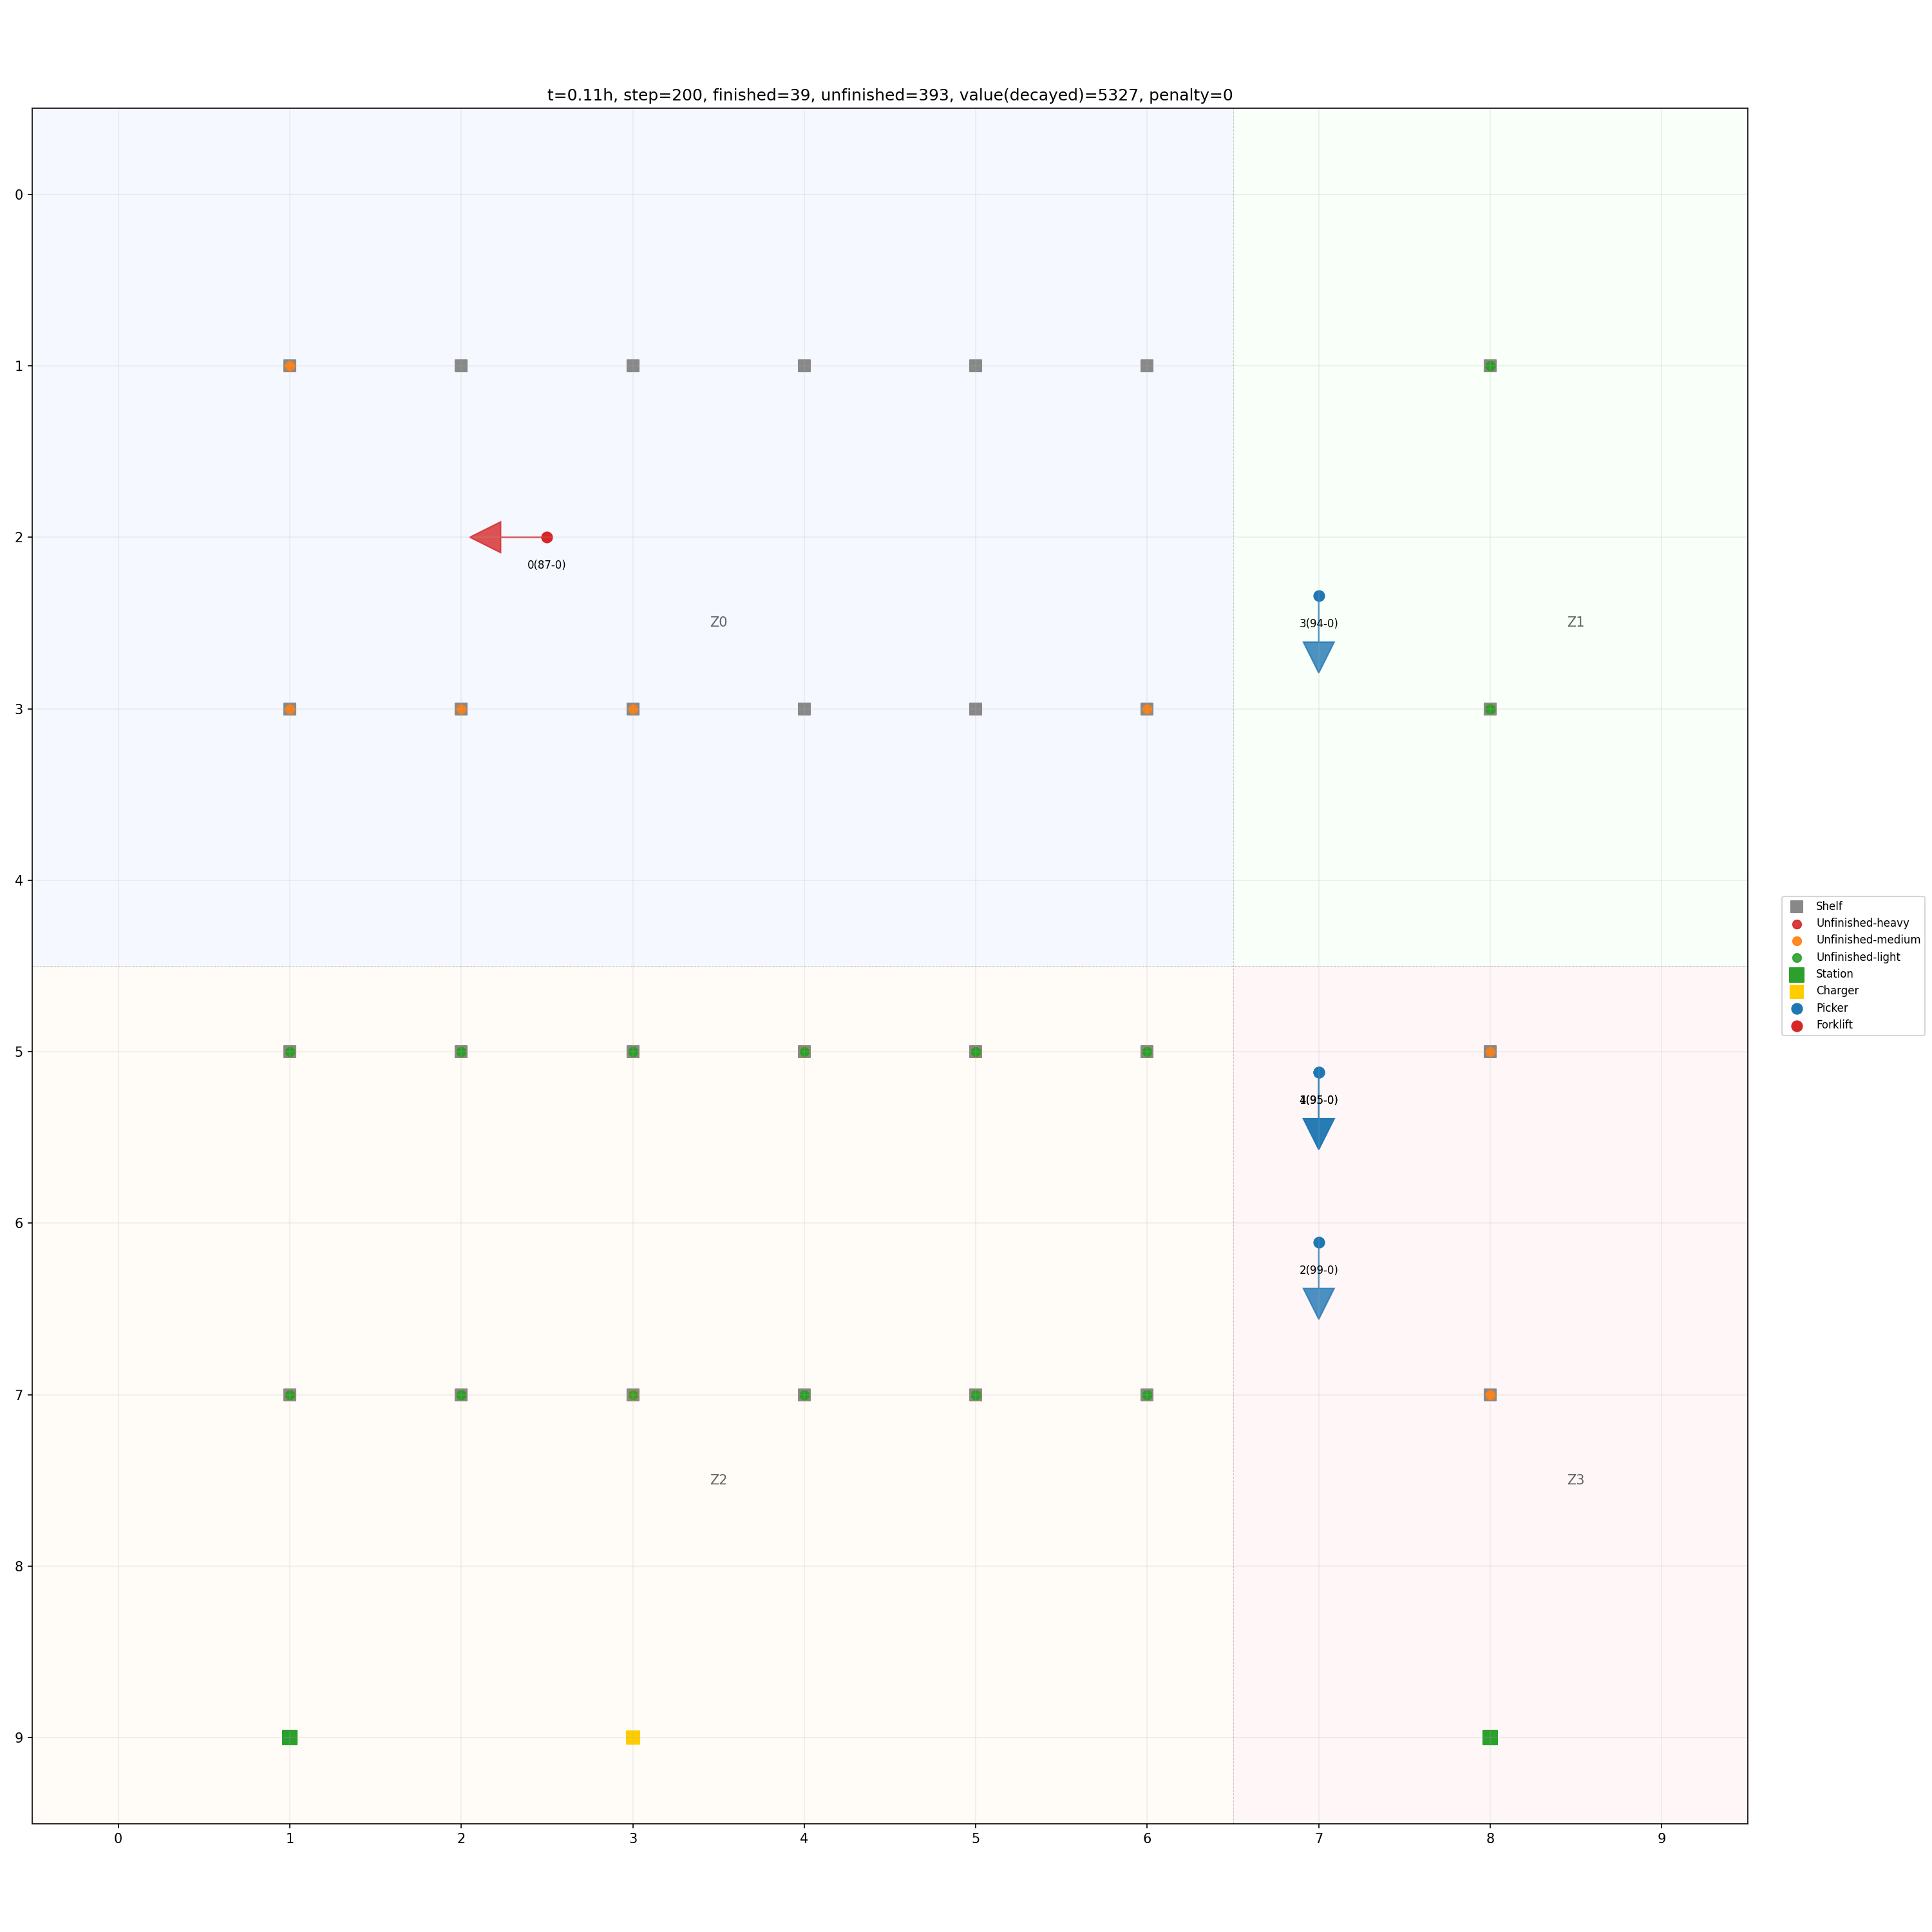 t=0.11h, step=200, finished=39, unfinished=393, value(decayed)=5327, penalty=0
0
1
2
0(87-0)
3(94-0)
Z0
Z1
3
4
Shelf
Unfinished-heavy
Unfinished-medium
Unfinished-light
Station
Charger
Picker
Forklift
5
(95-0)
6
2(99-0)
7
Z2
Z3
8
9
0 1 2 3 4 5 6 7 8 9